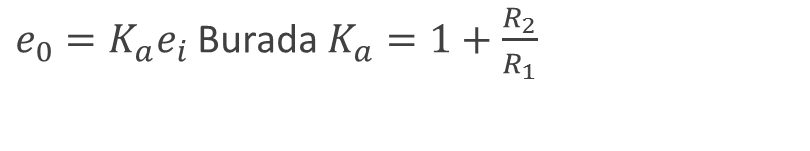 e₀ = Kₐeᵢ Burada Kₐ = 1 + R₂/R₁